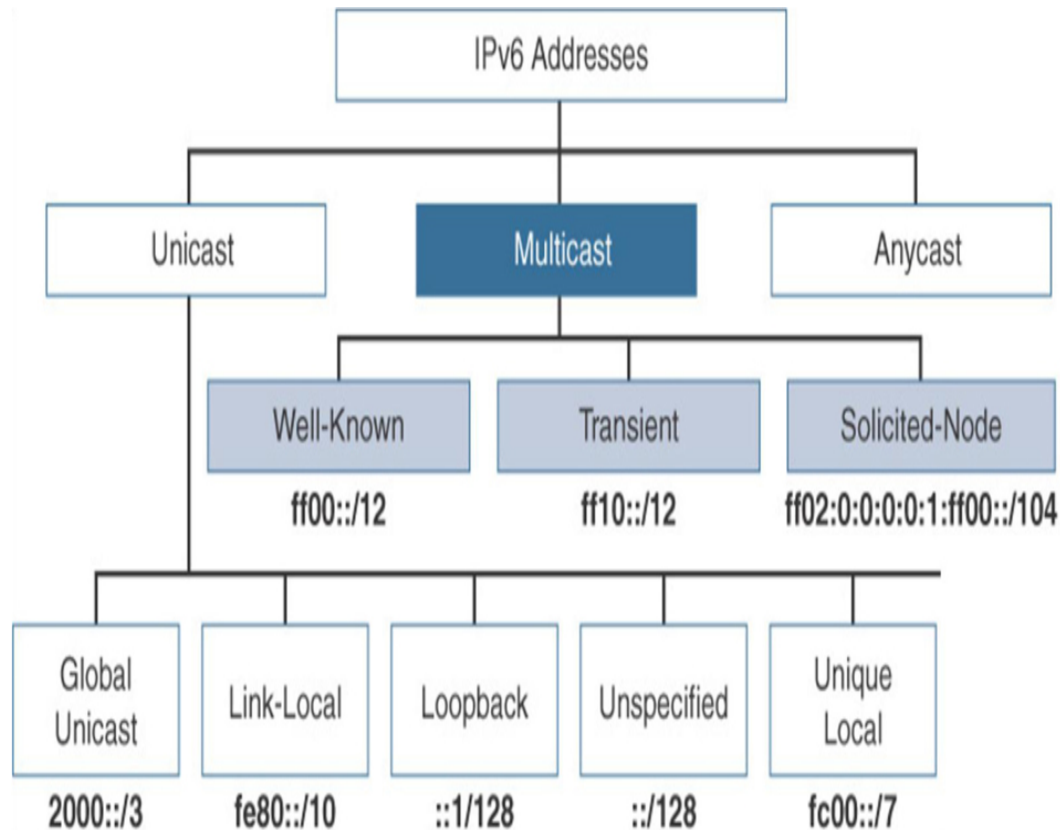 IPv6 Addresses
Unicast
Multicast
Anycast
Well-Known
Transient
Solicited-Node
ff00::/12
ff10::/12
ff02:0:0:0:0:1:ff00::/104
Global
Unicast
Link-Local
Loopback
Unspecified
Unique
Local
2000::/3
fe80::/10
::1/128
::/128
fc00::/7